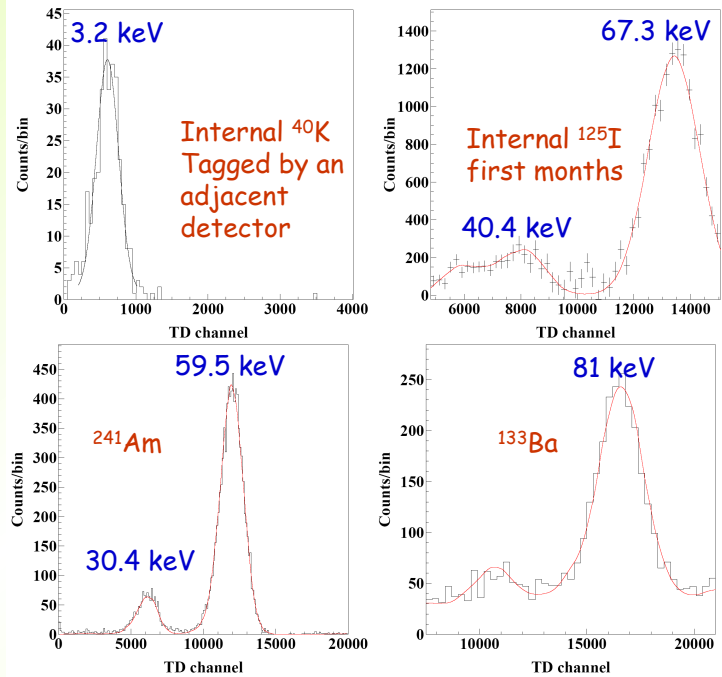 3.2 keV
Internal ⁴⁰K
Tagged by an
adjacent
detector
Counts/bin
45
40
35
30
25
20
15
10
5
0
0 1000 2000 3000 4000
TD channel
67.3 keV
Internal ¹²⁵I
first months
40.4 keV
Counts/bin
1400
1200
1000
800
600
400
200
0
6000 8000 10000 12000 14000
TD channel
59.5 keV
²⁴¹Am
30.4 keV
Counts/bin
450
400
350
300
250
200
150
100
50
0
0 5000 10000 15000 20000
TD channel
81 keV
¹³³Ba
Counts/bin
250
200
150
100
50
0
10000 15000 20000
TD channel